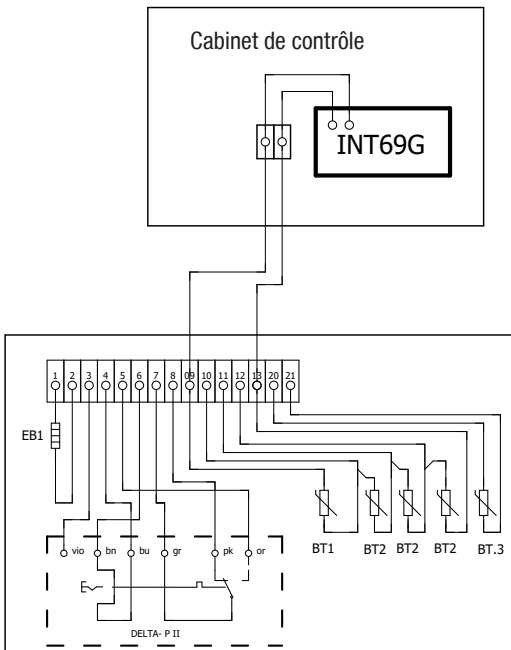 Cabinet de contrôle
INT69G
1 2 3 4 5 6 7 8 09 10 11 12 13 20 21
EB1
vio bn bu gr pk or
BT1 BT2 BT2 BT2 BT.3
DELTA- P II